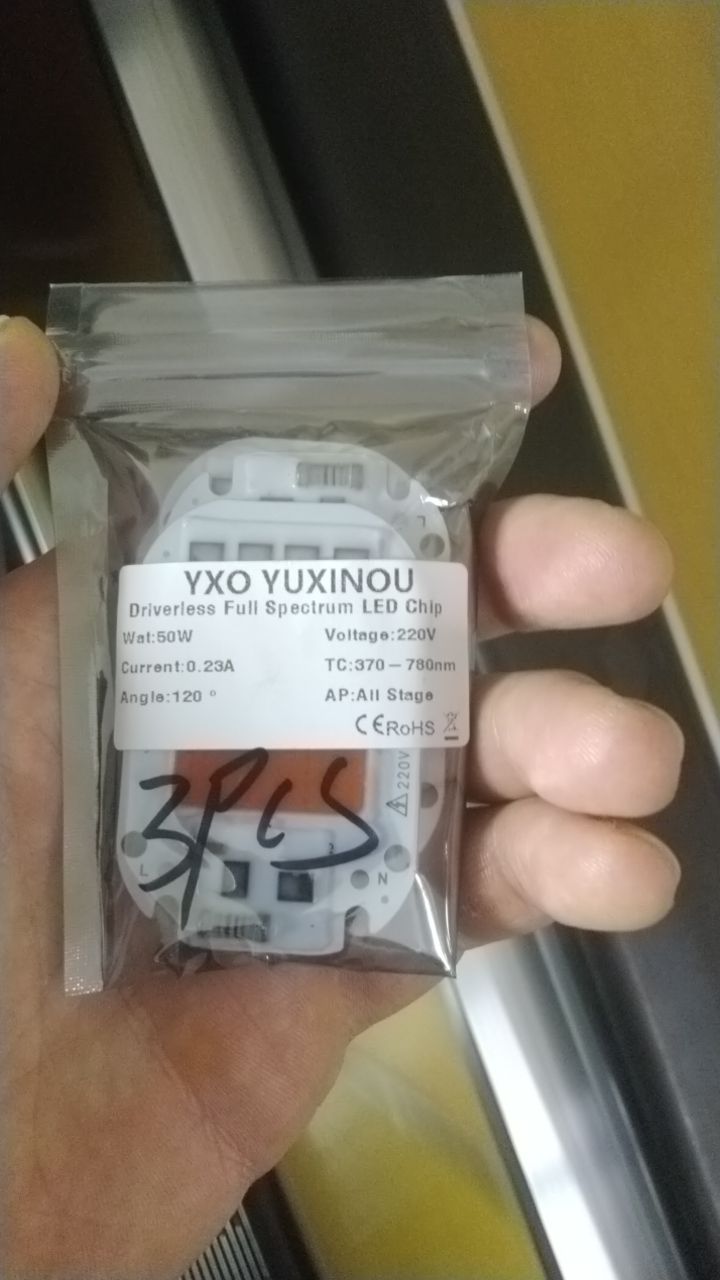 YXO YUXINOU
Driverless Full Spectrum LED Chip
Wat:50W Voltage:220V
Current:0.23A TC:370-780nm
Angle:120° AP:All Stage
CE RoHS
220V
3PCS
L N